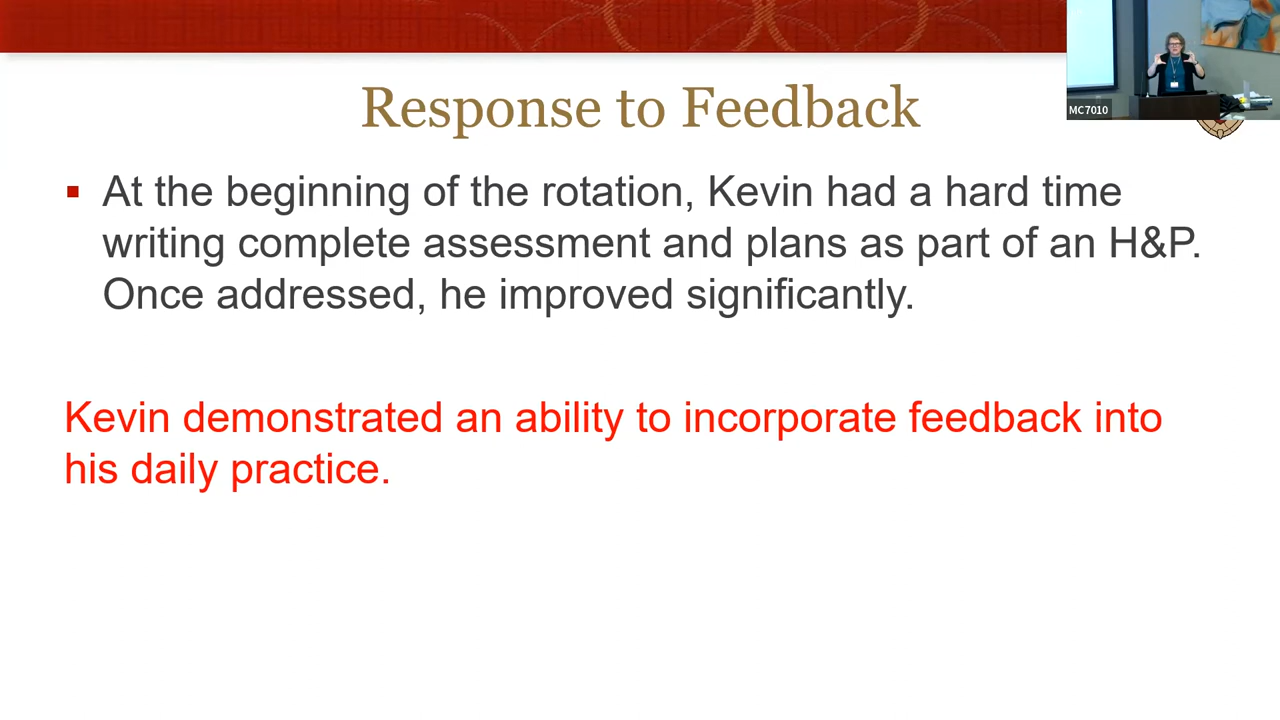 MC7010
Response to Feedback
At the beginning of the rotation, Kevin had a hard time
writing complete assessment and plans as part of an H&P.
Once addressed, he improved significantly.
Kevin demonstrated an ability to incorporate feedback into
his daily practice.